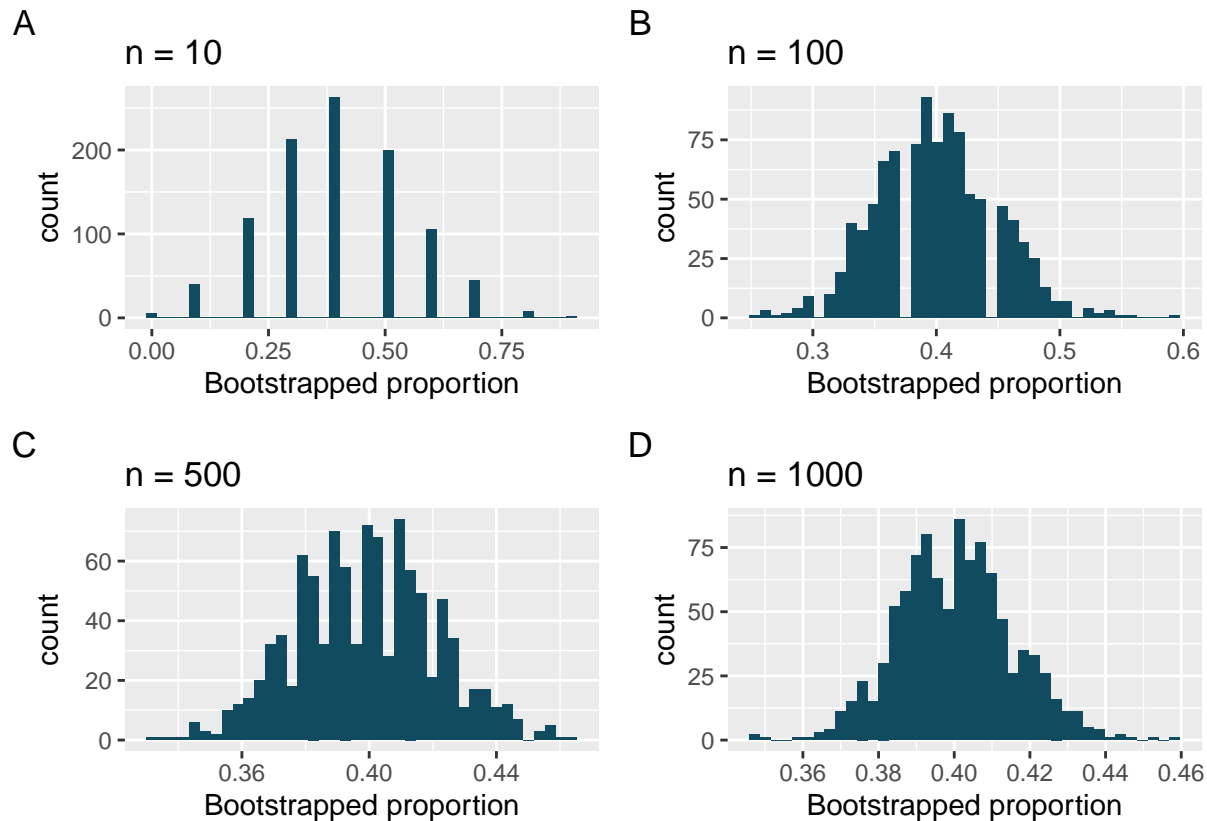 A
n = 10
count
200
100
0
0.00 0.25 0.50 0.75
Bootstrapped proportion
B
n = 100
count
75
50
25
0
0.3 0.4 0.5 0.6
Bootstrapped proportion
C
n = 500
count
60
40
20
0
0.36 0.40 0.44
Bootstrapped proportion
D
n = 1000
count
75
50
25
0
0.36 0.38 0.40 0.42 0.44 0.46
Bootstrapped proportion